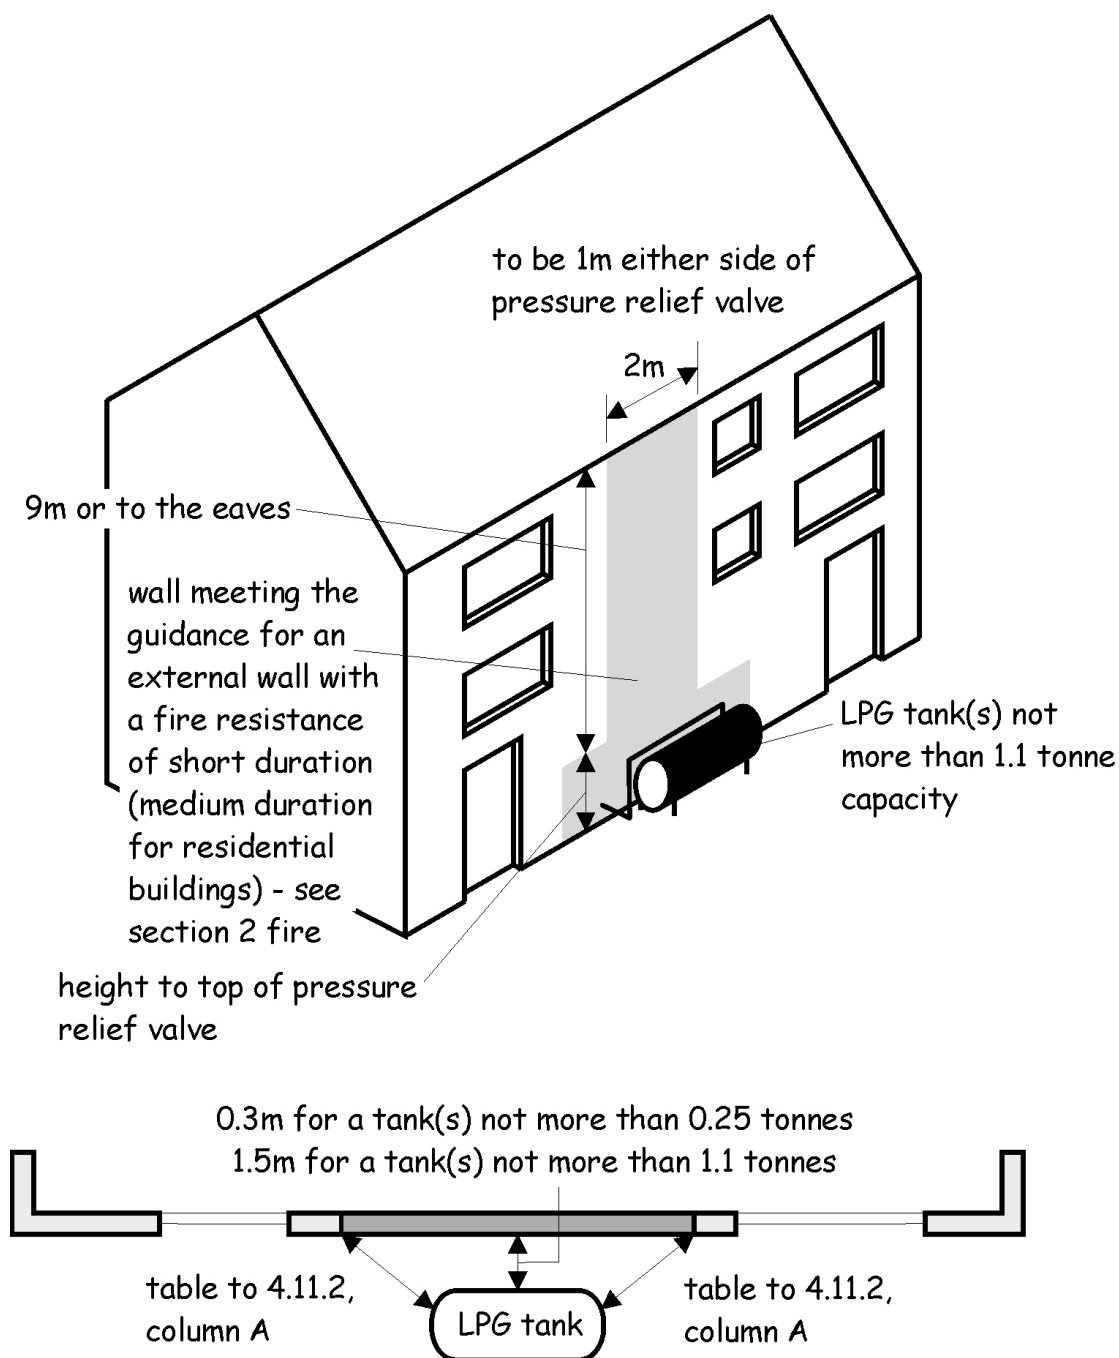 to be 1m either side of
pressure relief valve
2m
9m or to the eaves
wall meeting the
guidance for an
external wall with
a fire resistance
of short duration
(medium duration
for residential
buildings) - see
section 2 fire
LPG tank(s) not
more than 1.1 tonne
capacity
height to top of pressure
relief valve
0.3m for a tank(s) not more than 0.25 tonnes
1.5m for a tank(s) not more than 1.1 tonnes
table to 4.11.2,
column A
LPG tank
table to 4.11.2,
column A